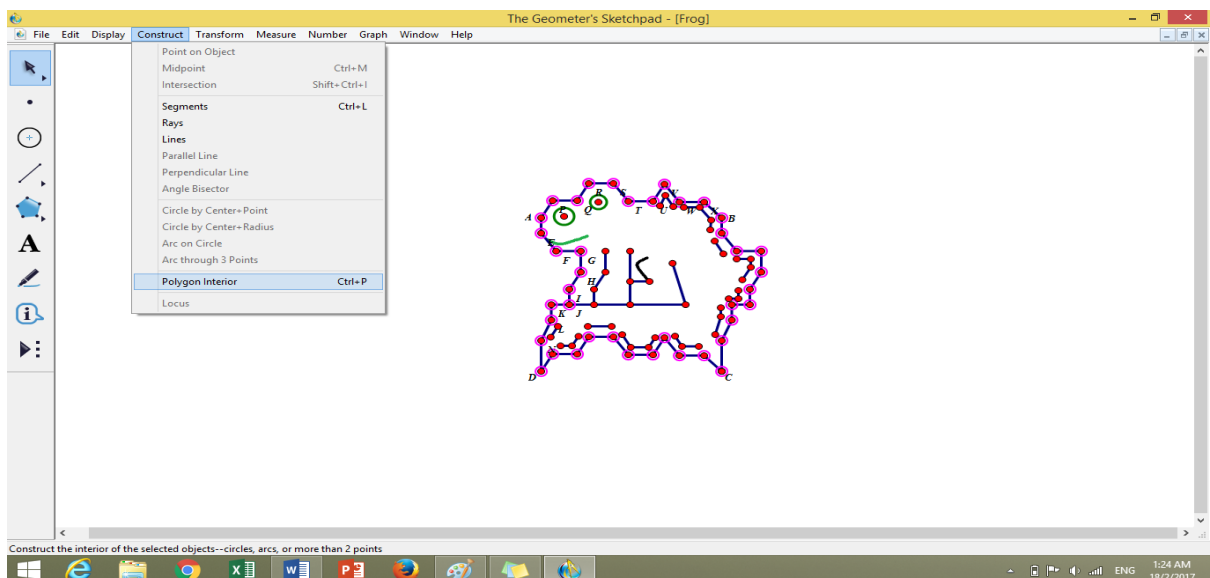 The Geometer's Sketchpad - [Frog]
File Edit Display Construct Transform Measure Number Graph Window Help
Point on Object
Midpoint Ctrl+M
Intersection Shift+Ctrl+I
Segments Ctrl+L
Rays
Lines
Parallel Line
Perpendicular Line
Angle Bisector
Circle by Center+Point
Circle by Center+Radius
Arc on Circle
Arc through 3 Points
Polygon Interior Ctrl+P
Locus
A
R S V
P Q T U W X B
A
E
F G
H
I
K J
L
N
D C
Construct the interior of the selected objects--circles, arcs, or more than 2 points
ENG 1:24 AM
18/2/2017